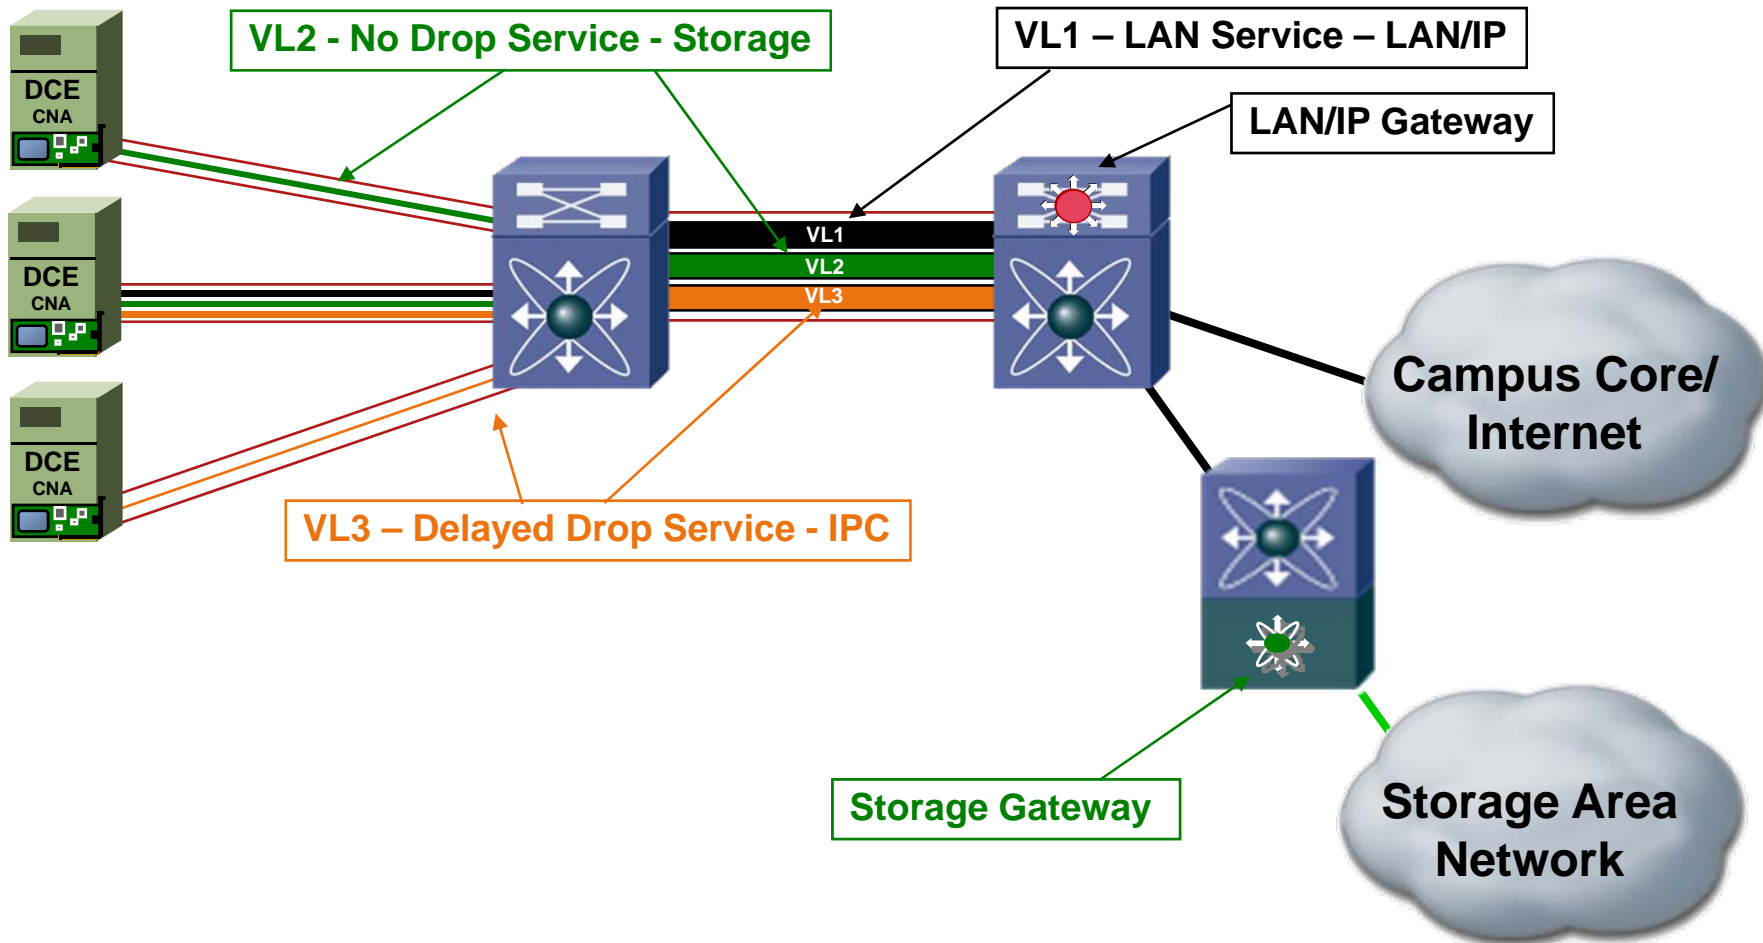 VL2 - No Drop Service - Storage
VL1 – LAN Service – LAN/IP
LAN/IP Gateway
DCE
CNA
DCE
CNA
DCE
CNA
VL1
VL2
VL3
Campus Core/
Internet
VL3 – Delayed Drop Service - IPC
Storage Gateway
Storage Area
Network